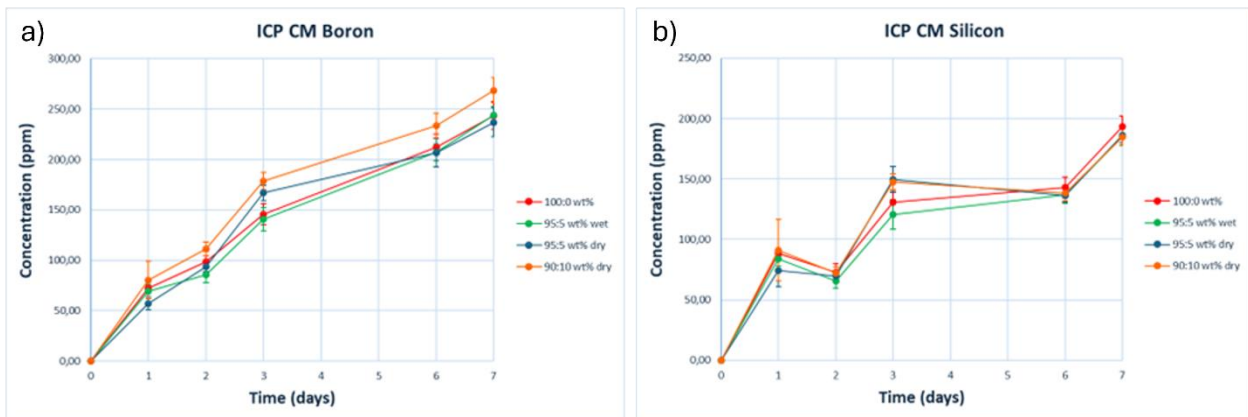 a)
ICP CM Boron
300,00
250,00
200,00
150,00
100,00
50,00
0,00
0 1 2 3 4 5 6 7
Concentration (ppm)
Time (days)
100:0 wt%
95:5 wt% wet
95:5 wt% dry
90:10 wt% dry
b)
ICP CM Silicon
250,00
200,00
150,00
100,00
50,00
0,00
0 1 2 3 4 5 6 7
Concentration (ppm)
Time (days)
100:0 wt%
95:5 wt% wet
95:5 wt% dry
90:10 wt% dry